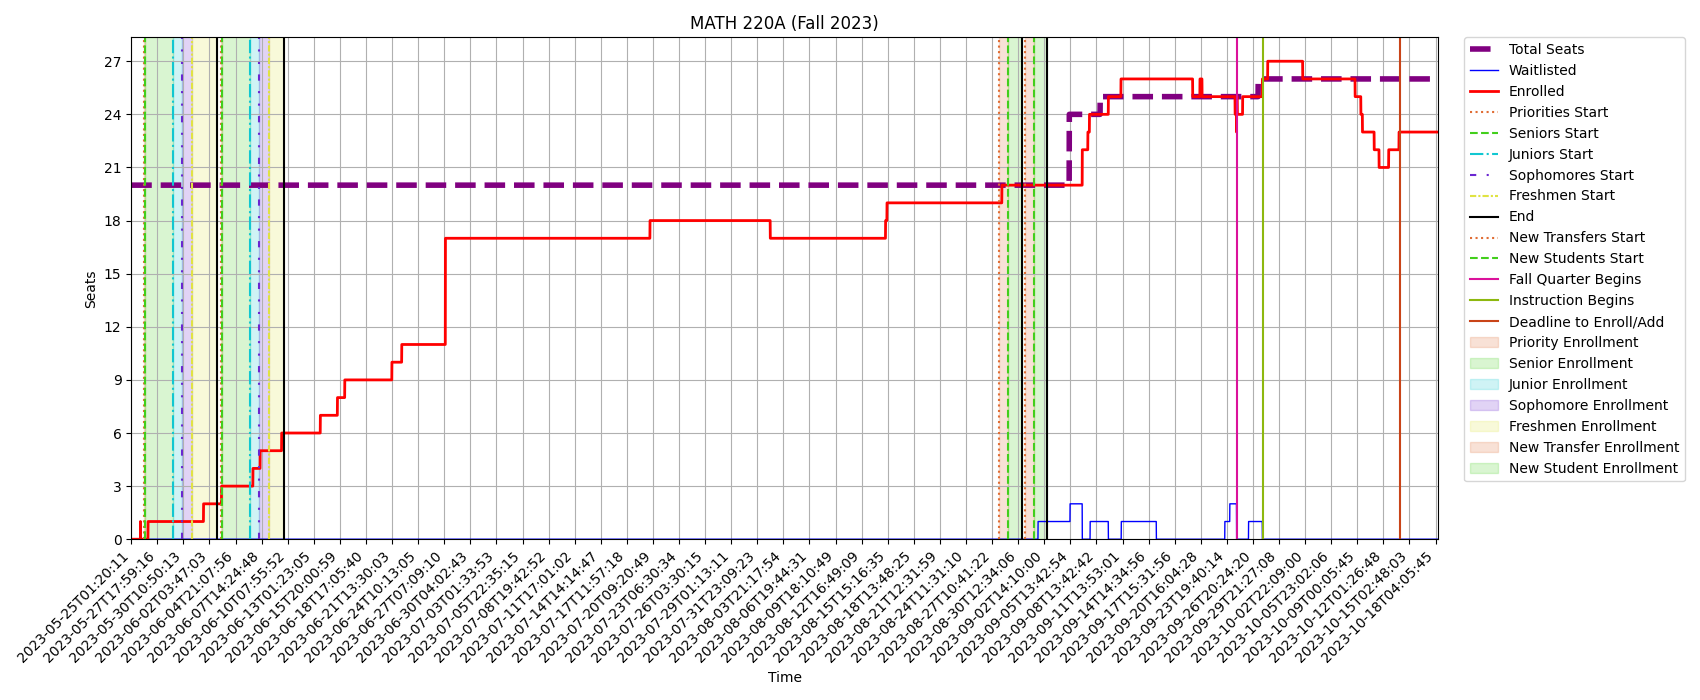 MATH 220A (Fall 2023)
Seats
27
24
21
18
15
12
9
6
3
0
2023-05-25T01:20:11
2023-05-27T17:59:16
2023-05-30T10:50:13
2023-06-02T03:47:03
2023-06-04T21:07:56
2023-06-07T14:24:48
2023-06-10T07:55:52
2023-06-13T01:23:05
2023-06-15T20:00:59
2023-06-18T17:05:40
2023-06-21T13:30:03
2023-06-24T10:13:05
2023-06-27T07:09:10
2023-06-30T04:02:43
2023-07-03T01:33:53
2023-07-05T22:35:15
2023-07-08T19:42:52
2023-07-11T17:01:02
2023-07-14T14:14:47
2023-07-17T11:57:18
2023-07-20T09:20:49
2023-07-23T06:30:34
2023-07-26T03:30:15
2023-07-29T01:13:11
2023-07-31T23:09:23
2023-08-03T21:17:54
2023-08-06T19:44:31
2023-08-09T18:10:49
2023-08-12T16:49:09
2023-08-15T15:16:35
2023-08-18T13:48:25
2023-08-21T12:31:59
2023-08-24T11:31:10
2023-08-27T10:41:22
2023-08-30T12:34:06
2023-09-02T14:10:00
2023-09-05T13:42:54
2023-09-08T13:42:42
2023-09-11T13:53:01
2023-09-14T14:34:56
2023-09-17T15:31:56
2023-09-20T16:04:28
2023-09-23T19:40:14
2023-09-26T20:24:20
2023-09-29T21:27:08
2023-10-02T22:09:00
2023-10-05T23:02:06
2023-10-09T00:05:45
2023-10-12T01:26:48
2023-10-15T02:48:03
2023-10-18T04:05:45
Time
Total Seats
Waitlisted
Enrolled
Priorities Start
Seniors Start
Juniors Start
Sophomores Start
Freshmen Start
End
New Transfers Start
New Students Start
Fall Quarter Begins
Instruction Begins
Deadline to Enroll/Add
Priority Enrollment
Senior Enrollment
Junior Enrollment
Sophomore Enrollment
Freshmen Enrollment
New Transfer Enrollment
New Student Enrollment